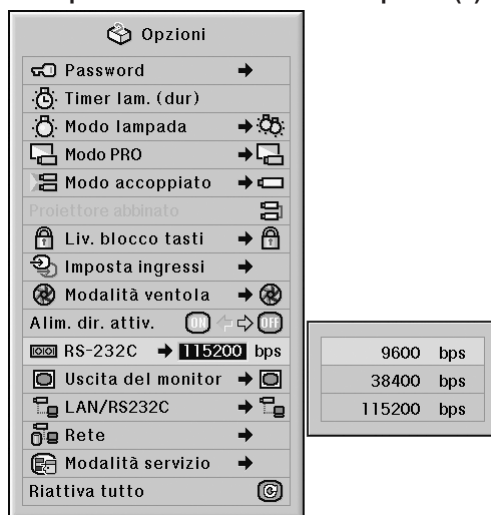 Opzioni
Password
Timer lam. (dur)
Modo lampada
Modo PRO
Modo accoppiato
Proiettore abbinato
Liv. blocco tasti
Imposta ingressi
Modalità ventola
Alim. dir. attiv. ON OFF
RS-232C 115200 bps
Uscita del monitor
LAN/RS232C
Rete
Modalità servizio
Riattiva tutto
9600 bps
38400 bps
115200 bps